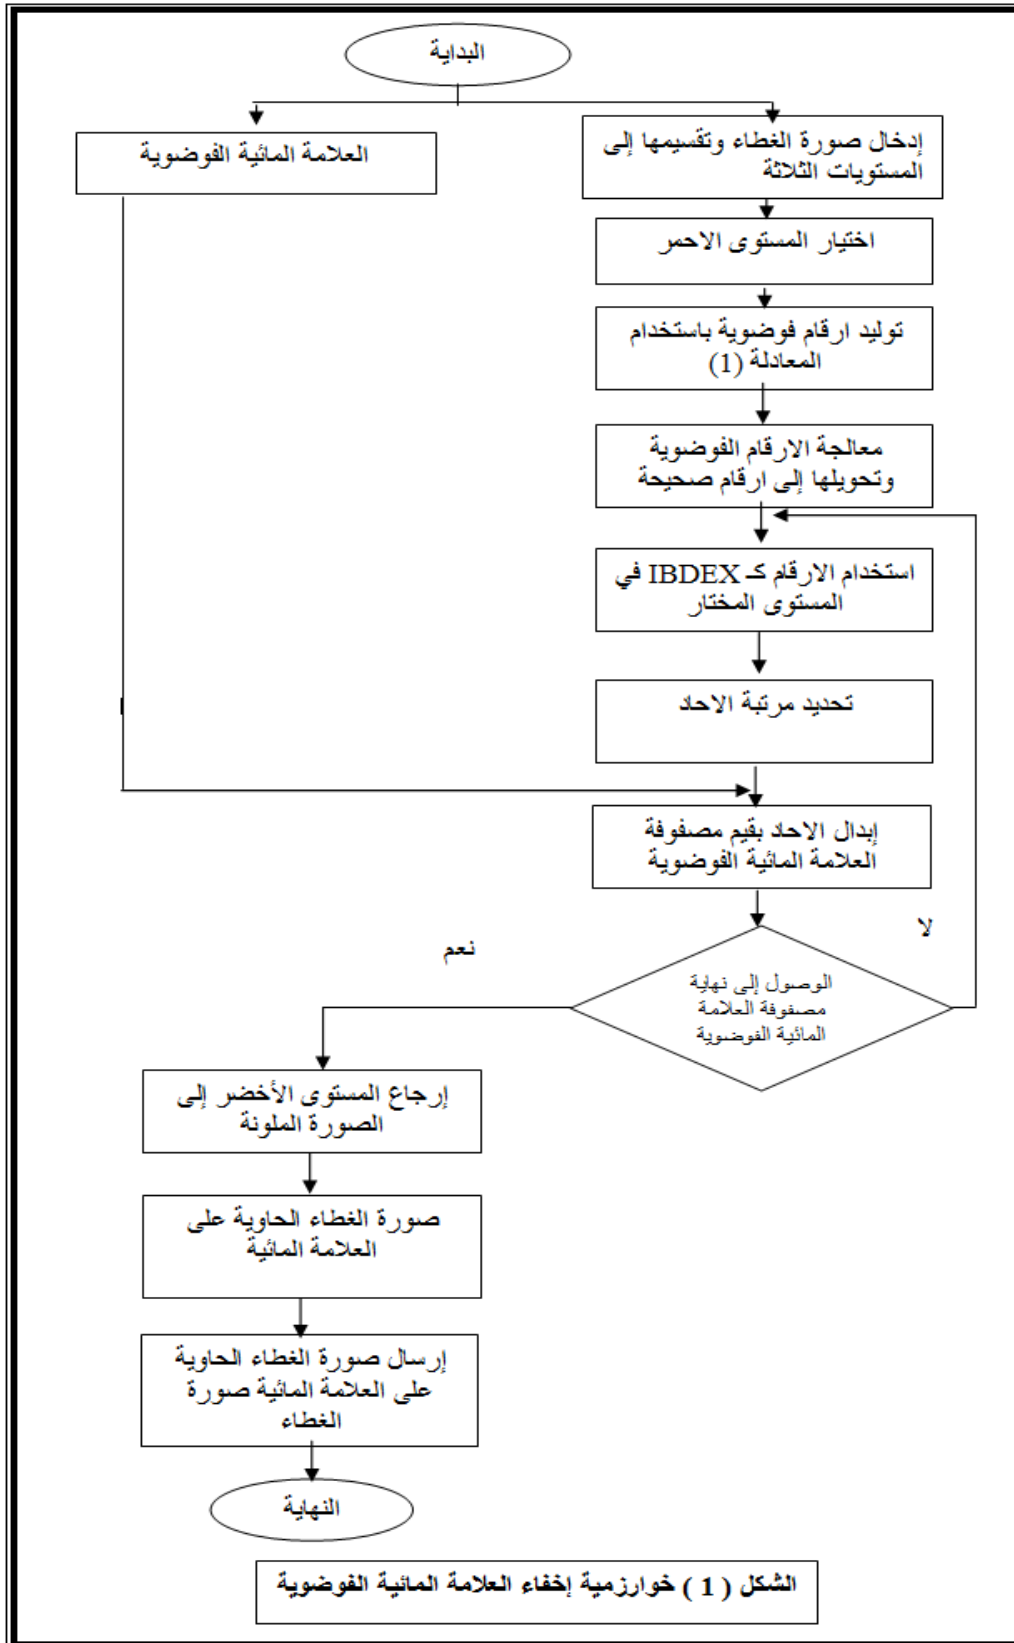 البداية
إدخال صورة الغطاء وتقسيمها إلى
المستويات الثلاثة
العلامة المائية الفوضوية
اختيار المستوى الاحمر
توليد ارقام فوضوية باستخدام
المعادلة (1)
معالجة الارقام الفوضوية
وتحويلها إلى ارقام صحيحة
استخدام الارقام كـ IBDEX في
المستوى المختار
تحديد مرتبة الاحاد
إبدال الاحاد بقيم مصفوفة
العلامة المائية الفوضوية
لا
نعم
الوصول إلى نهاية
مصفوفة العلامة
المائية الفوضوية
إرجاع المستوى الأخضر إلى
الصورة الملونة
صورة الغطاء الحاوية على
العلامة المائية
إرسال صورة الغطاء الحاوية
على العلامة المائية صورة
الغطاء
النهاية
الشكل ( 1 ) خوارزمية إخفاء العلامة المائية الفوضوية